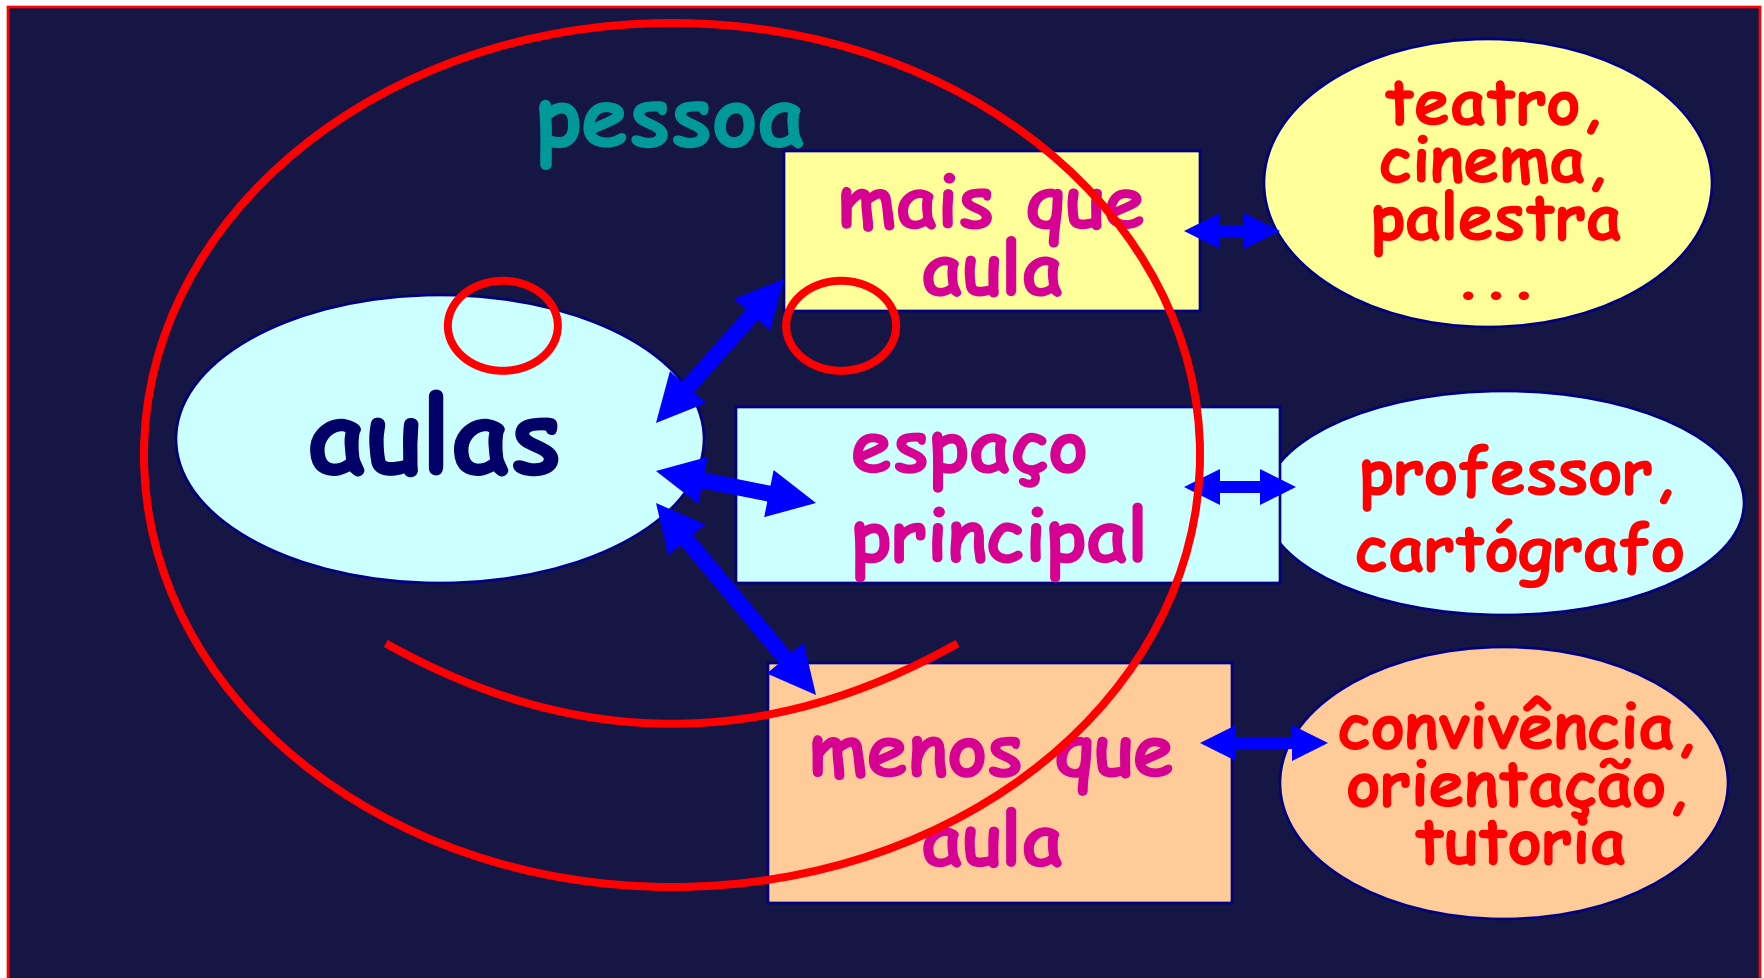 pessoa
aulas
mais que
aula
teatro,
cinema,
palestra
...
espaço
principal
professor,
cartógrafo
menos que
aula
convivência,
orientação,
tutoria